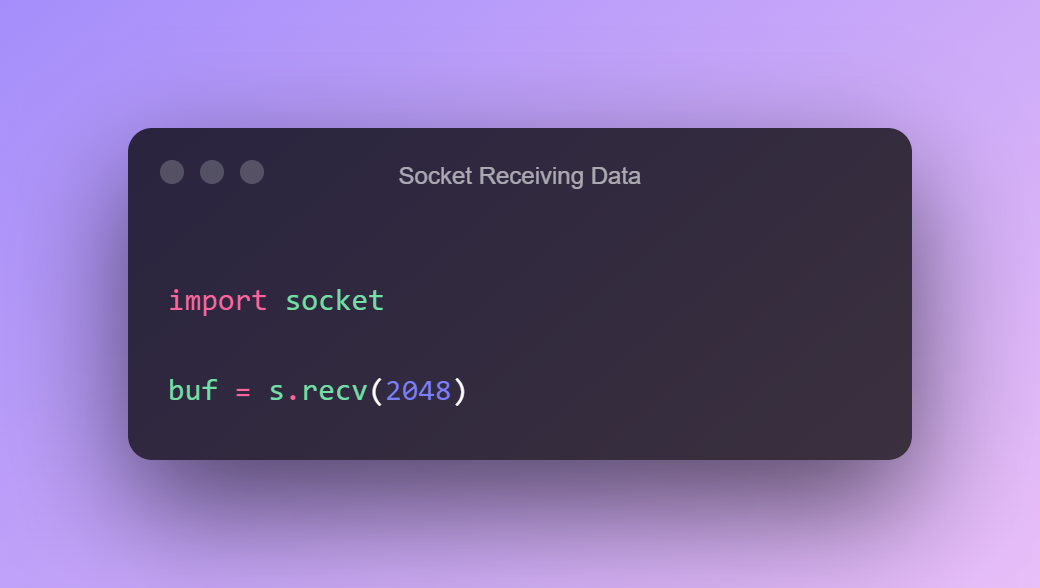 Socket Receiving Data
import socket
buf = s.recv(2048)